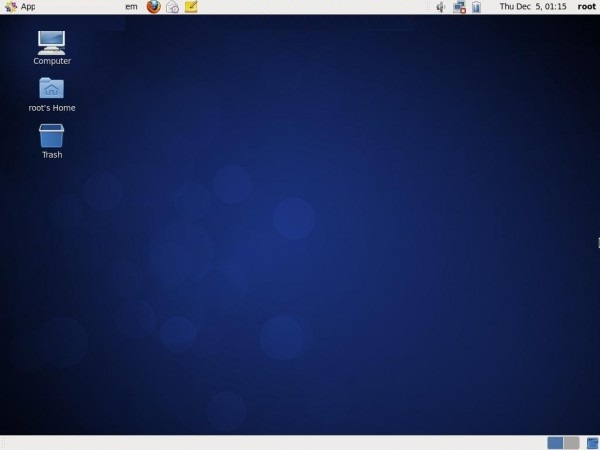 App em Thu Dec 5, 01:15 root
Computer
root's Home
Trash